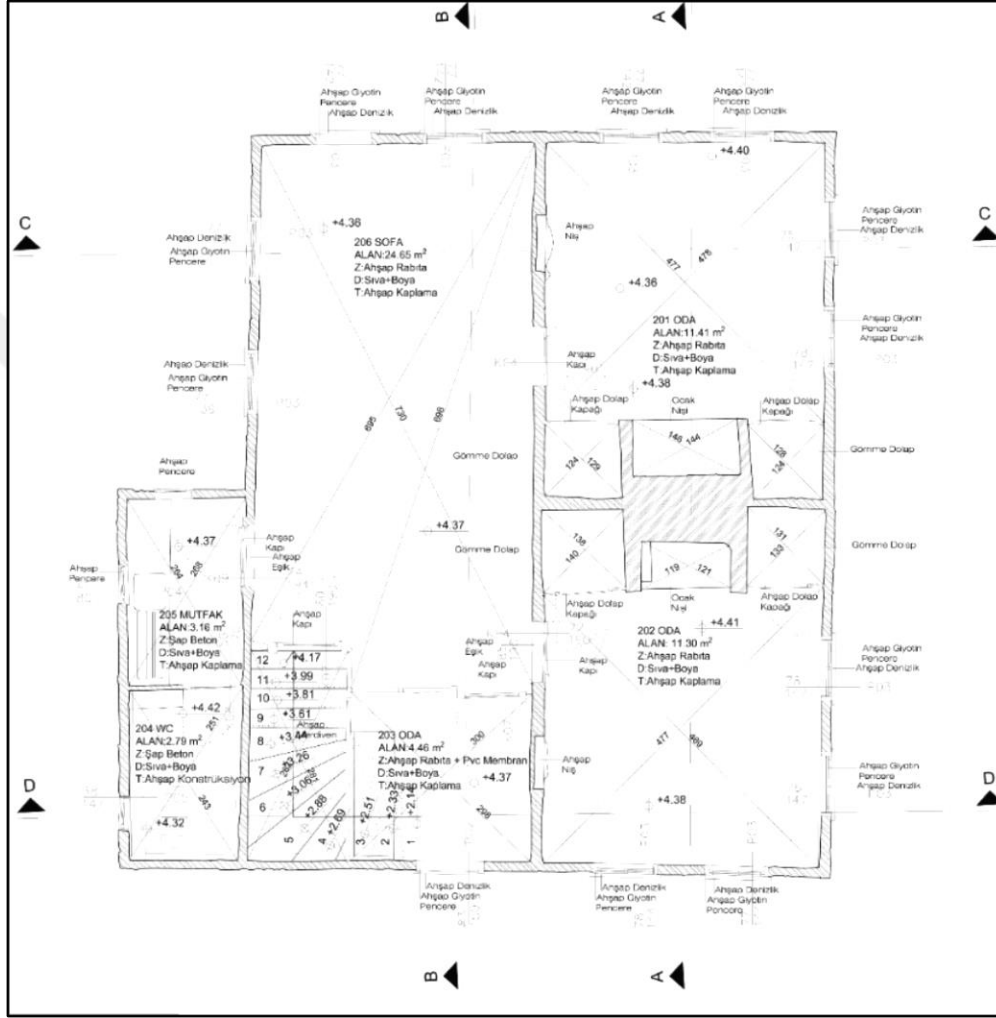 B
A
Ahşap Giyotin
Pencere
Ahşap Denizlik
Ahşap Giyotin
Pencere
Ahşap Denizlik
Ahşap Giyotin
Pencere
Ahşap Denizlik
Ahşap Giyotin
Pencere
Ahşap Denizlik
+4.40
C
C
Ahşap Denizlik
Ahşap Giyotin
Pencere
+4.36
206 SOFA
ALAN:24.65 m²
Z:Ahşap Rabıta
D:Sıva+Boya
T:Ahşap Kaplama
Ahşap
Niş
477
476
+4.36
Ahşap Giyotin
Pencere
Ahşap Denizlik
201 ODA
ALAN:11.41 m²
Z:Ahşap Rabıta
D:Sıva+Boya
T:Ahşap Kaplama
Ahşap Giyotin
Pencere
Ahşap Denizlik
Ahşap Denizlik
Ahşap Giyotin
Pencere
Ahşap
Kapı
+4.38
Ahşap Dolap
Kapağı
Ocak
Nişi
Ahşap Dolap
Kapağı
695
730
698
146
144
124
129
128
124
Gömme Dolap
Gömme Dolap
Ahşap
Pencere
+4.37
138
140
131
133
Gömme Dolap
Gömme Dolap
+4.37
Ahşap
Kapı
Ahşap
Eşik
264
268
119
121
Ahşap
Pencere
Ahşap Dolap
Kapağı
Ocak
Nişi
Ahşap Dolap
Kapağı
205 MUTFAK
ALAN:3.16 m²
Z:Şap Beton
D:Sıva+Boya
T:Ahşap Kaplama
Ahşap
Kapı
+4.41
202 ODA
ALAN: 11.30 m²
Z:Ahşap Rabıta
D:Sıva+Boya
T:Ahşap Kaplama
Ahşap
Eşik
Ahşap
Kapı
Ahşap
Kapı
Ahşap Giyotin
Pencere
Ahşap Denizlik
12
+4.17
11
+3.99
10
+3.81
9
+3.61
8
+3.44
7
+3.26
6
+3.06
5
+2.88
4
+2.69
3
+2.51
2
+2.33
1
+2.14
Ahşap
Merdiven
+4.42
251
204 WC
ALAN:2.79 m²
Z:Şap Beton
D:Sıva+Boya
T:Ahşap Konstrüksiyon
243
+4.32
203 ODA
ALAN:4.46 m²
Z:Ahşap Rabıta + Pvc Membran
D:Sıva+Boya
T:Ahşap Kaplama
300
+4.37
298
Ahşap
Niş
477
469
+4.38
Ahşap Giyotin
Pencere
Ahşap Denizlik
D
D
Ahşap Denizlik
Ahşap Giyotin
Pencere
Ahşap Denizlik
Ahşap Giyotin
Pencere
Ahşap Denizlik
Ahşap Giyotin
Pencere
B
A